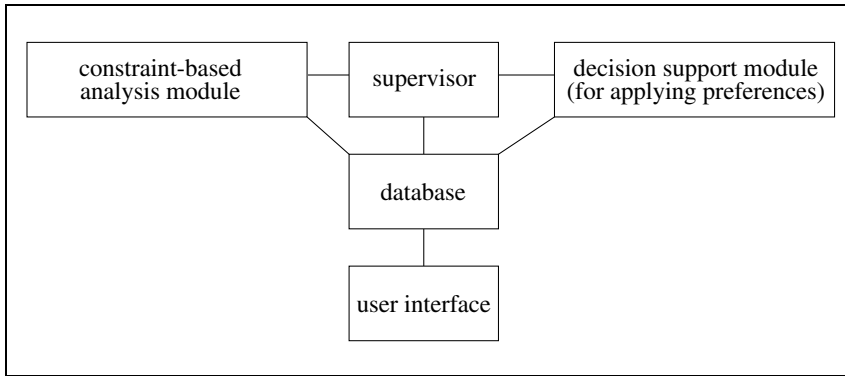 constraint-based
analysis module
supervisor
decision support module
(for applying preferences)
database
user interface